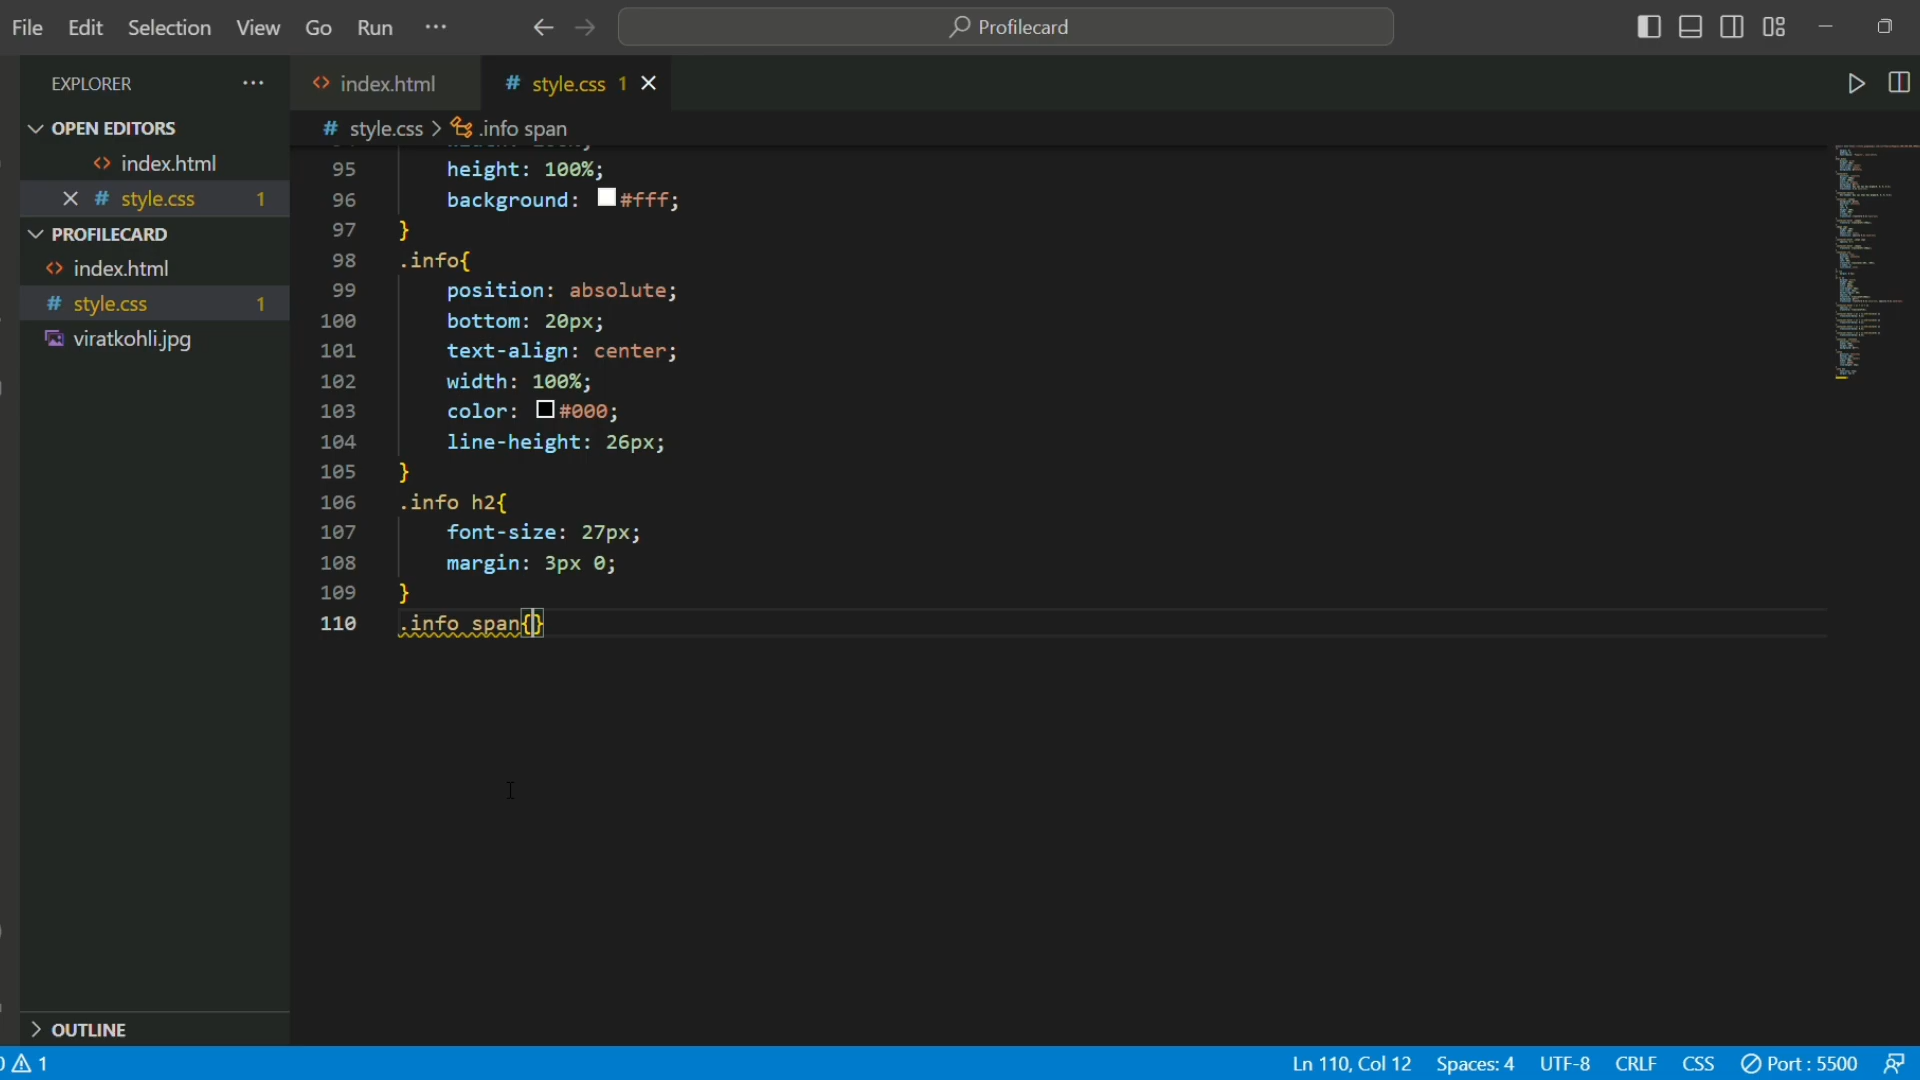 File Edit Selection View Go Run ··· Profilecard
EXPLORER ···
index.html
style.css 1
OPEN EDITORS
style.css > .info span
index.html
style.css 1
PROFILECARD
index.html
style.css 1
viratkohli.jpg
95 height: 100%;
96 background: #fff;
97 }
98 .info{
99 position: absolute;
100 bottom: 20px;
101 text-align: center;
102 width: 100%;
103 color: #000;
104 line-height: 26px;
105 }
106 .info h2{
107 font-size: 27px;
108 margin: 3px 0;
109 }
110 .info span{}
OUTLINE
1 Ln 110, Col 12 Spaces: 4 UTF-8 CRLF CSS Port : 5500